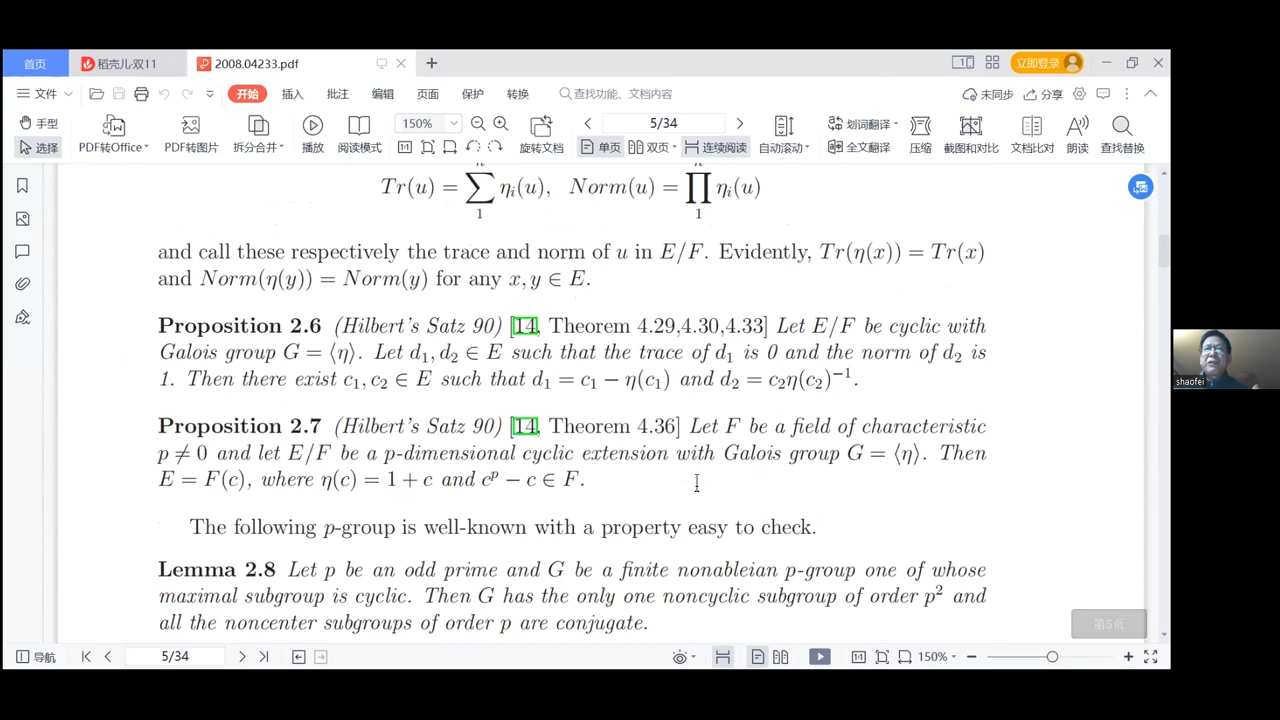 首页 稻壳儿·双11 2008.04233.pdf 立即登录
文件 开始 插入 批注 编辑 页面 保护 转换 查找功能、文档内容 未同步 分享
手型 150% 5/34 划词翻译
选择 PDF转Office PDF转图片 拆分合并 播放 阅读模式 旋转文档 单页 双页 连续阅读 自动滚动 全文翻译 压缩 截图和对比 文档比对 朗读 查找替换
Tr(u) = ∑ η_i(u), Norm(u) = ∏ η_i(u)
1 1
and call these respectively the trace and norm of u in E/F. Evidently, Tr(η(x)) = Tr(x)
and Norm(η(y)) = Norm(y) for any x, y ∈ E.
Proposition 2.6 (Hilbert's Satz 90) [14, Theorem 4.29,4.30,4.33] Let E/F be cyclic with
Galois group G = ⟨η⟩. Let d₁, d₂ ∈ E such that the trace of d₁ is 0 and the norm of d₂ is
1. Then there exist c₁, c₂ ∈ E such that d₁ = c₁ − η(c₁) and d₂ = c₂η(c₂)⁻¹.
Proposition 2.7 (Hilbert's Satz 90) [14, Theorem 4.36] Let F be a field of characteristic
p ≠ 0 and let E/F be a p-dimensional cyclic extension with Galois group G = ⟨η⟩. Then
E = F(c), where η(c) = 1 + c and cᵖ − c ∈ F.
The following p-group is well-known with a property easy to check.
Lemma 2.8 Let p be an odd prime and G be a finite nonableian p-group one of whose
maximal subgroup is cyclic. Then G has the only one noncyclic subgroup of order p² and
all the noncenter subgroups of order p are conjugate.
第5页
导航 5/34 150%
shaofei